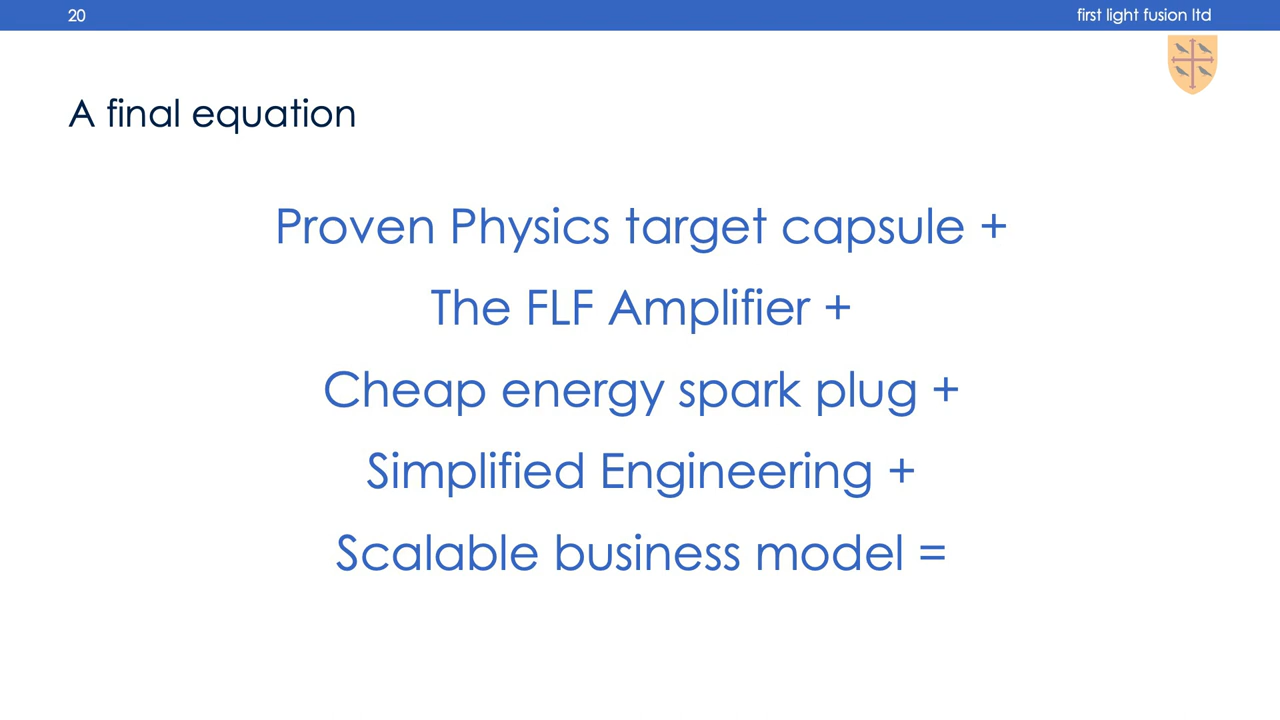 20
first light fusion ltd
A final equation
Proven Physics target capsule +
The FLF Amplifier +
Cheap energy spark plug +
Simplified Engineering +
Scalable business model =